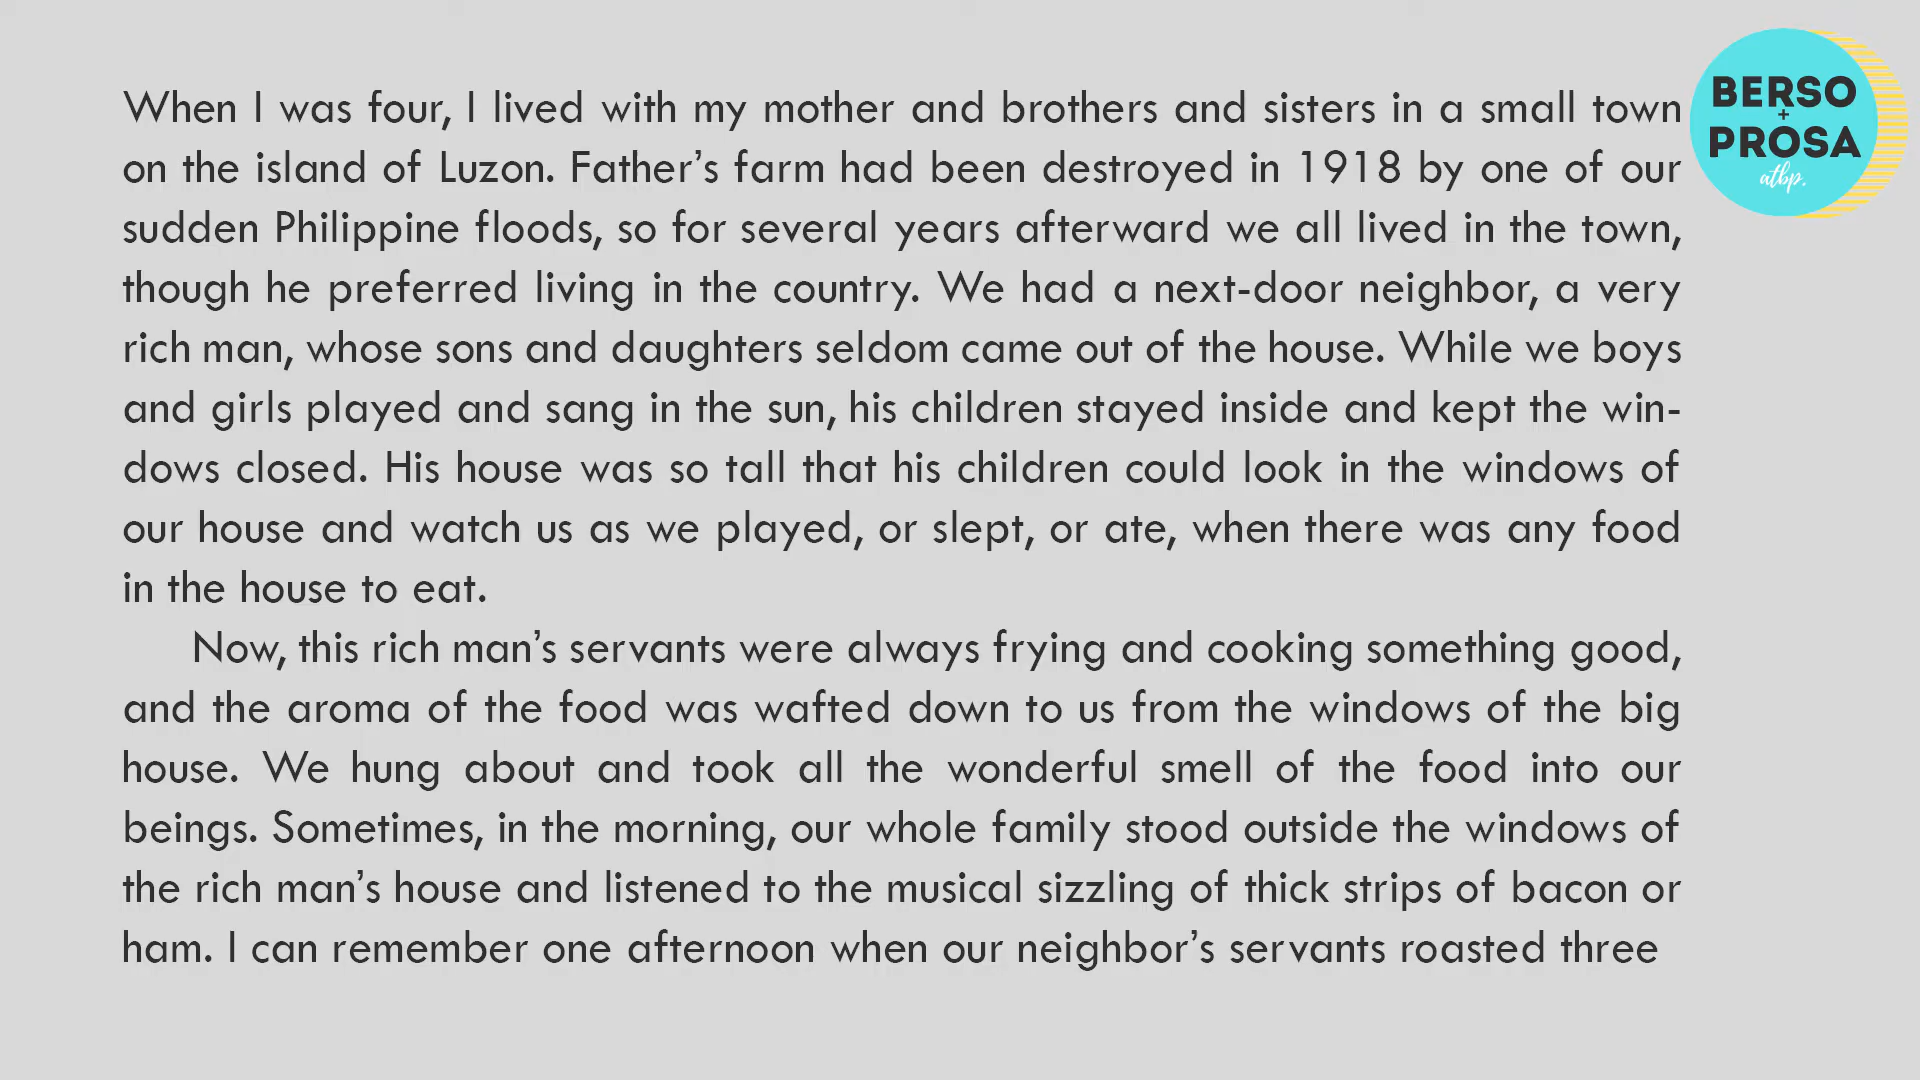 When I was four, I lived with my mother and brothers and sisters in a small town
on the island of Luzon. Father’s farm had been destroyed in 1918 by one of our
sudden Philippine floods, so for several years afterward we all lived in the town,
though he preferred living in the country. We had a next-door neighbor, a very
rich man, whose sons and daughters seldom came out of the house. While we boys
and girls played and sang in the sun, his children stayed inside and kept the win-
dows closed. His house was so tall that his children could look in the windows of
our house and watch us as we played, or slept, or ate, when there was any food
in the house to eat.
Now, this rich man’s servants were always frying and cooking something good,
and the aroma of the food was wafted down to us from the windows of the big
house. We hung about and took all the wonderful smell of the food into our
beings. Sometimes, in the morning, our whole family stood outside the windows of
the rich man’s house and listened to the musical sizzling of thick strips of bacon or
ham. I can remember one afternoon when our neighbor’s servants roasted three
BERSO
+
PROSA
atbp.